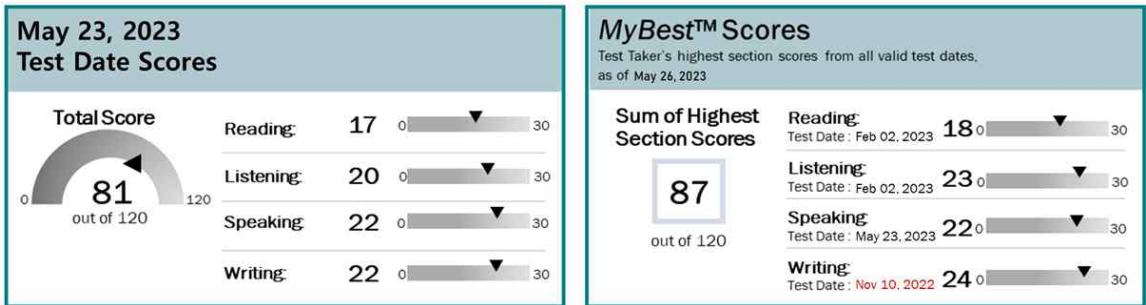 May 23, 2023
Test Date Scores
Total Score
0 81 120
out of 120
Reading: 17 0 30
Listening: 20 0 30
Speaking: 22 0 30
Writing: 22 0 30
MyBest™ Scores
Test Taker's highest section scores from all valid test dates,
as of May 26, 2023
Sum of Highest
Section Scores
87
out of 120
Reading:
Test Date : Feb 02, 2023 18 0 30
Listening:
Test Date : Feb 02, 2023 23 0 30
Speaking:
Test Date : May 23, 2023 22 0 30
Writing:
Test Date : Nov 10, 2022 24 0 30